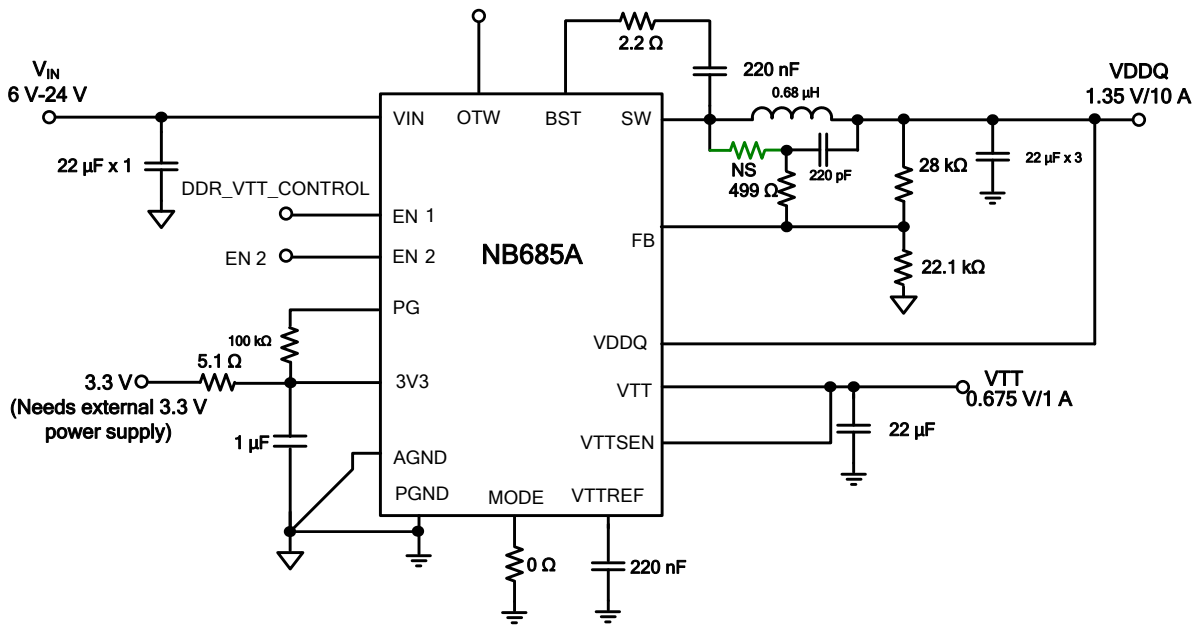 2.2 Ω
V_IN
6 V-24 V
220 nF
VDDQ
1.35 V/10 A
0.68 µH
VIN
OTW
BST
SW
22 µF x 1
NS
499 Ω
220 pF
28 kΩ
22 µF x 3
DDR_VTT_CONTROL
EN 1
EN 2
EN 2
NB685A
FB
22.1 kΩ
PG
100 kΩ
VDDQ
5.1 Ω
3.3 V
(Needs external 3.3 V
power supply)
3V3
VTT
VTT
0.675 V/1 A
1 µF
22 µF
VTTSEN
AGND
PGND
MODE
VTTREF
0 Ω
220 nF